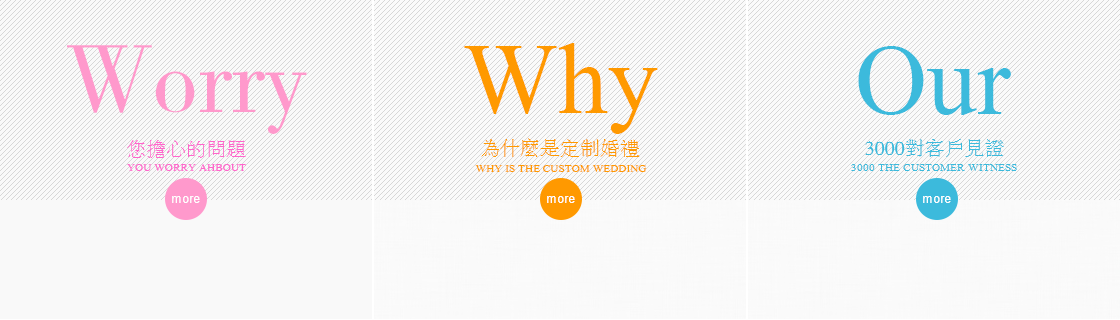 Worry
您擔心的問題
YOU WORRY AHBOUT
more
Why
為什麼是定制婚禮
WHY IS THE CUSTOM WEDDING
more
Our
3000對客戶見證
3000 THE CUSTOMER WITNESS
more